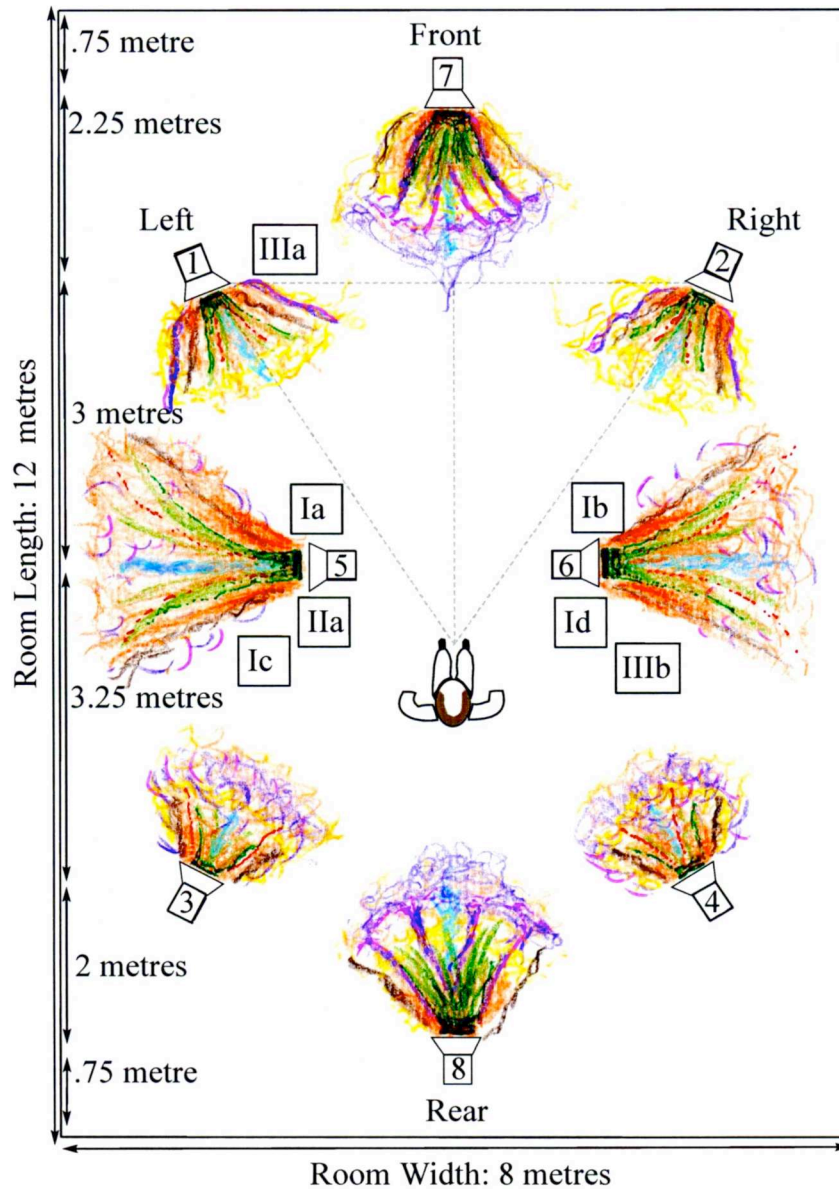 .75 metre
Front
7
2.25 metres
Left
IIIa
Right
1
2
3 metres
Ia
Ib
5
6
IIa
Id
Ic
IIIb
Room Length: 12 metres
3.25 metres
3
4
2 metres
8
.75 metre
Rear
Room Width: 8 metres